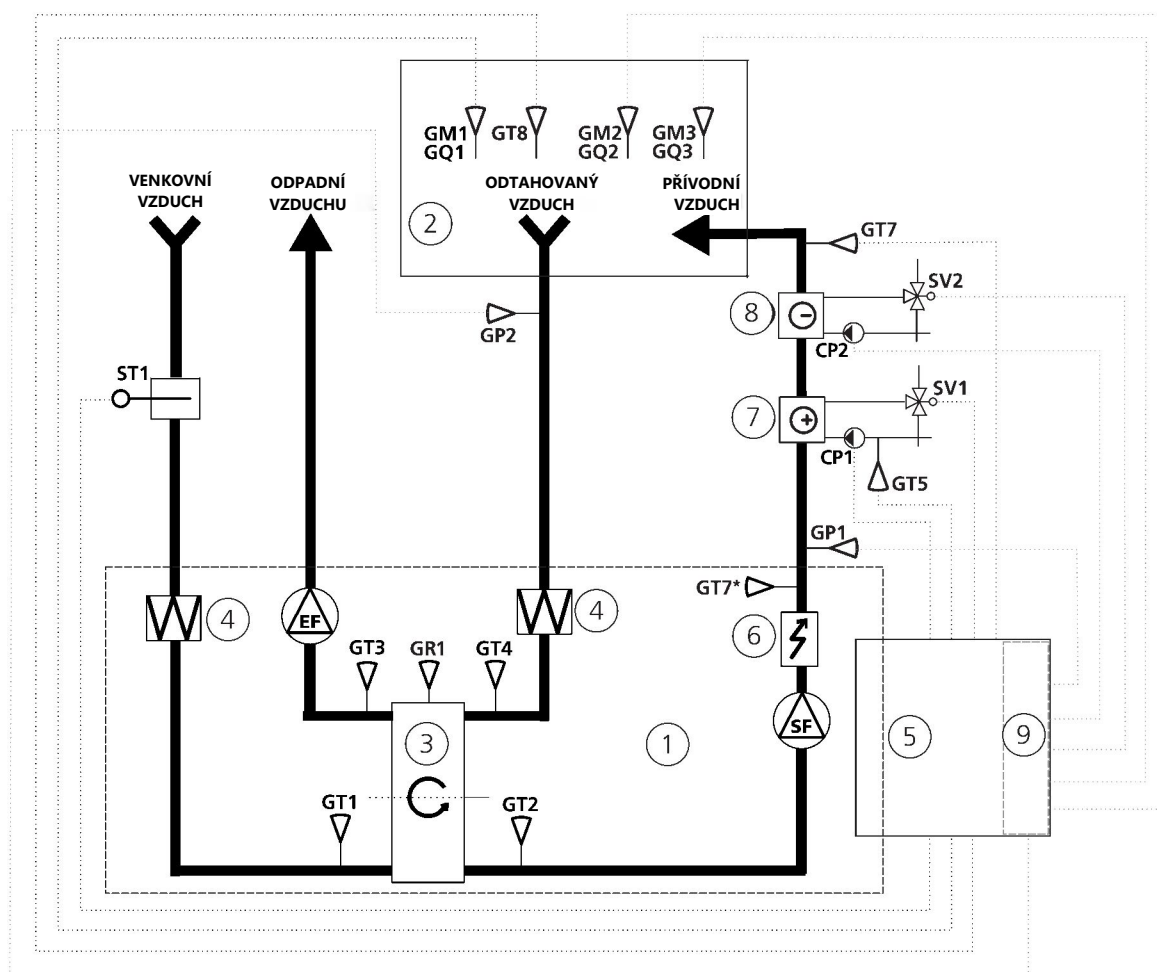 GM1
GQ1
GT8
GM2
GQ2
GM3
GQ3
VENKOVNÍ
VZDUCH
ODPADNÍ
VZDUCHU
ODTAHOVANÝ
VZDUCH
PŘÍVODNÍ
VZDUCH
2
GT7
SV2
8
GP2
CP2
ST1
SV1
7
CP1
GT5
GP1
GT7*
4
EF
4
6
GT3
GR1
GT4
SF
3
1
5
9
GT1
GT2